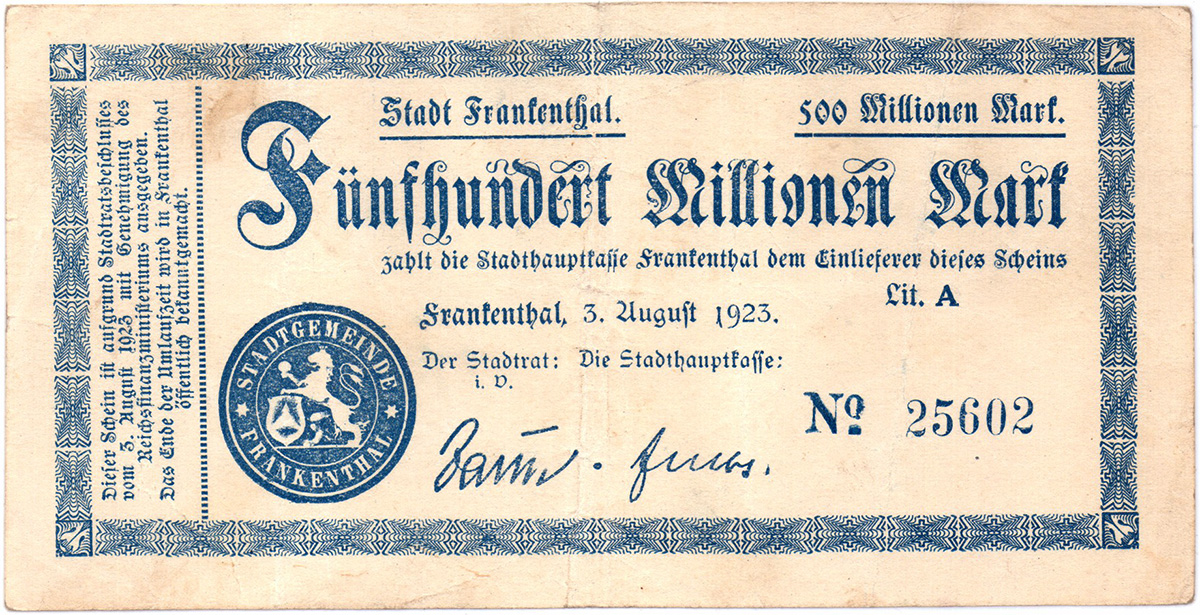 Dieser Schein ist aufgrund Stadtratsbeschlusses
vom 3. August 1923 mit Genehmigung des
Reichsfinanzministeriums ausgegeben.
Das Ende der Umlaufzeit wird in Frankenthal
öffentlich bekanntgemacht.
Stadt Frankenthal.
500 Millionen Mark.
Fünfhundert Millionen Mark
zahlt die Stadthauptkasse Frankenthal dem Einlieferer dieses Scheins
Lit. A
Frankenthal, 3. August 1923.
Der Stadtrat: Die Stadthauptkasse:
i. V.
STADTGEMEINDE
FRANKENTHAL
Nº 25602